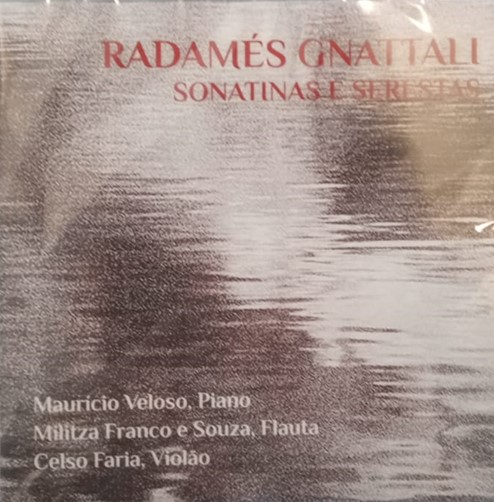 RADAMÉS GNATTALI
SONATINAS E SERESTAS
Maurício Veloso, Piano
Militza Franco e Souza, Flauta
Celso Faria, Violão